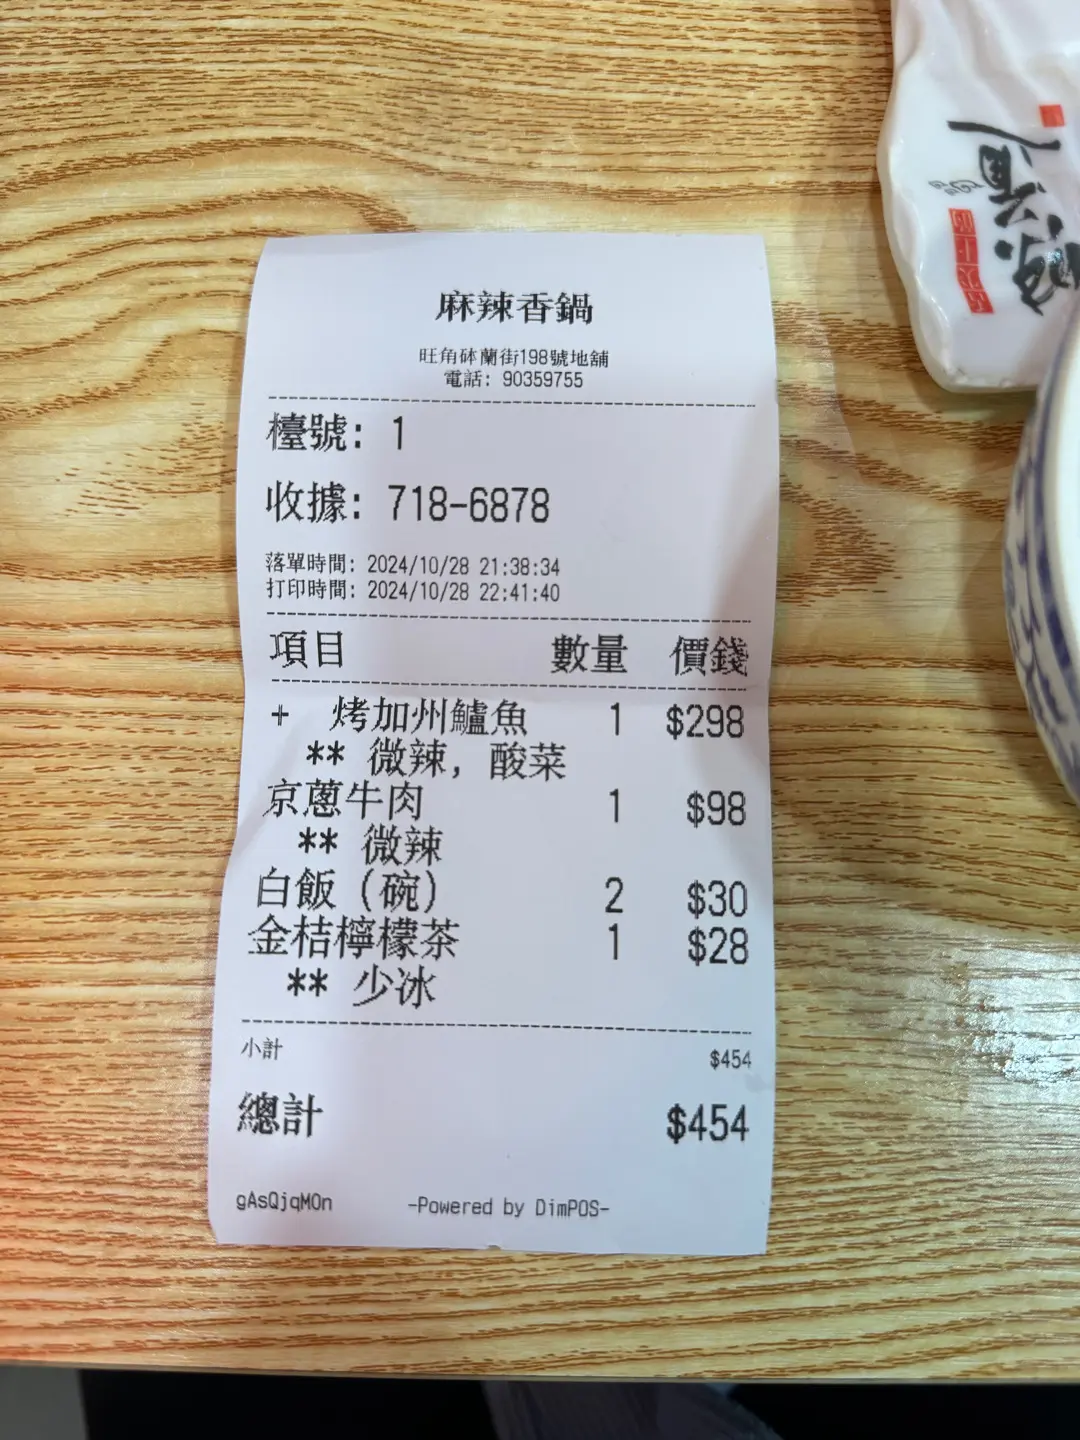 麻辣香鍋
旺角砵蘭街198號地舖
電話: 90359755
檯號: 1
收據: 718-6878
落單時間: 2024/10/28 21:38:34
打印時間: 2024/10/28 22:41:40
項目 數量 價錢
+ 烤加州鱸魚 1 $298
** 微辣, 酸菜
京蔥牛肉 1 $98
** 微辣
白飯 (碗) 2 $30
金桔檸檬茶 1 $28
** 少冰
小計 $454
總計 $454
gAsQjqMOn -Powered by DimPOS-